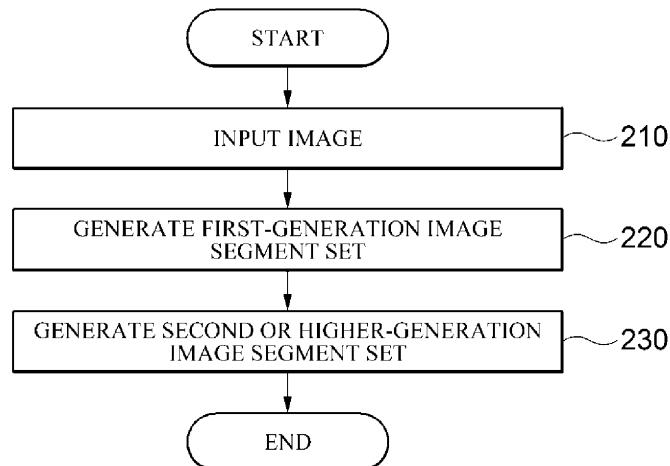 START
INPUT IMAGE
210
GENERATE FIRST-GENERATION IMAGE
SEGMENT SET
220
GENERATE SECOND OR HIGHER-GENERATION
IMAGE SEGMENT SET
230
END